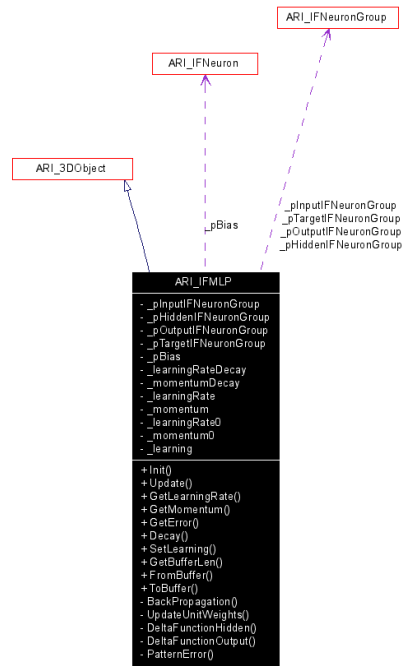 ARI_IFNeuronGroup
ARI_IFNeuron
ARI_3DObject
_pBias
_pInputIFNeuronGroup
_pTargetIFNeuronGroup
_pOutputIFNeuronGroup
_pHiddenIFNeuronGroup
ARI_IFMLP
- _pInputIFNeuronGroup
- _pHiddenIFNeuronGroup
- _pOutputIFNeuronGroup
- _pTargetIFNeuronGroup
- _pBias
- _learningRateDecay
- _momentumDecay
- _learningRate
- _momentum
- _learningRate0
- _momentum0
- _learning
+ Init()
+ Update()
+ GetLearningRate()
+ GetMomentum()
+ GetError()
+ Decay()
+ SetLearning()
+ GetBufferLen()
+ FromBuffer()
+ ToBuffer()
- BackPropagation()
- UpdateUnitWeights()
- DeltaFunctionHidden()
- DeltaFunctionOutput()
- PatternError()